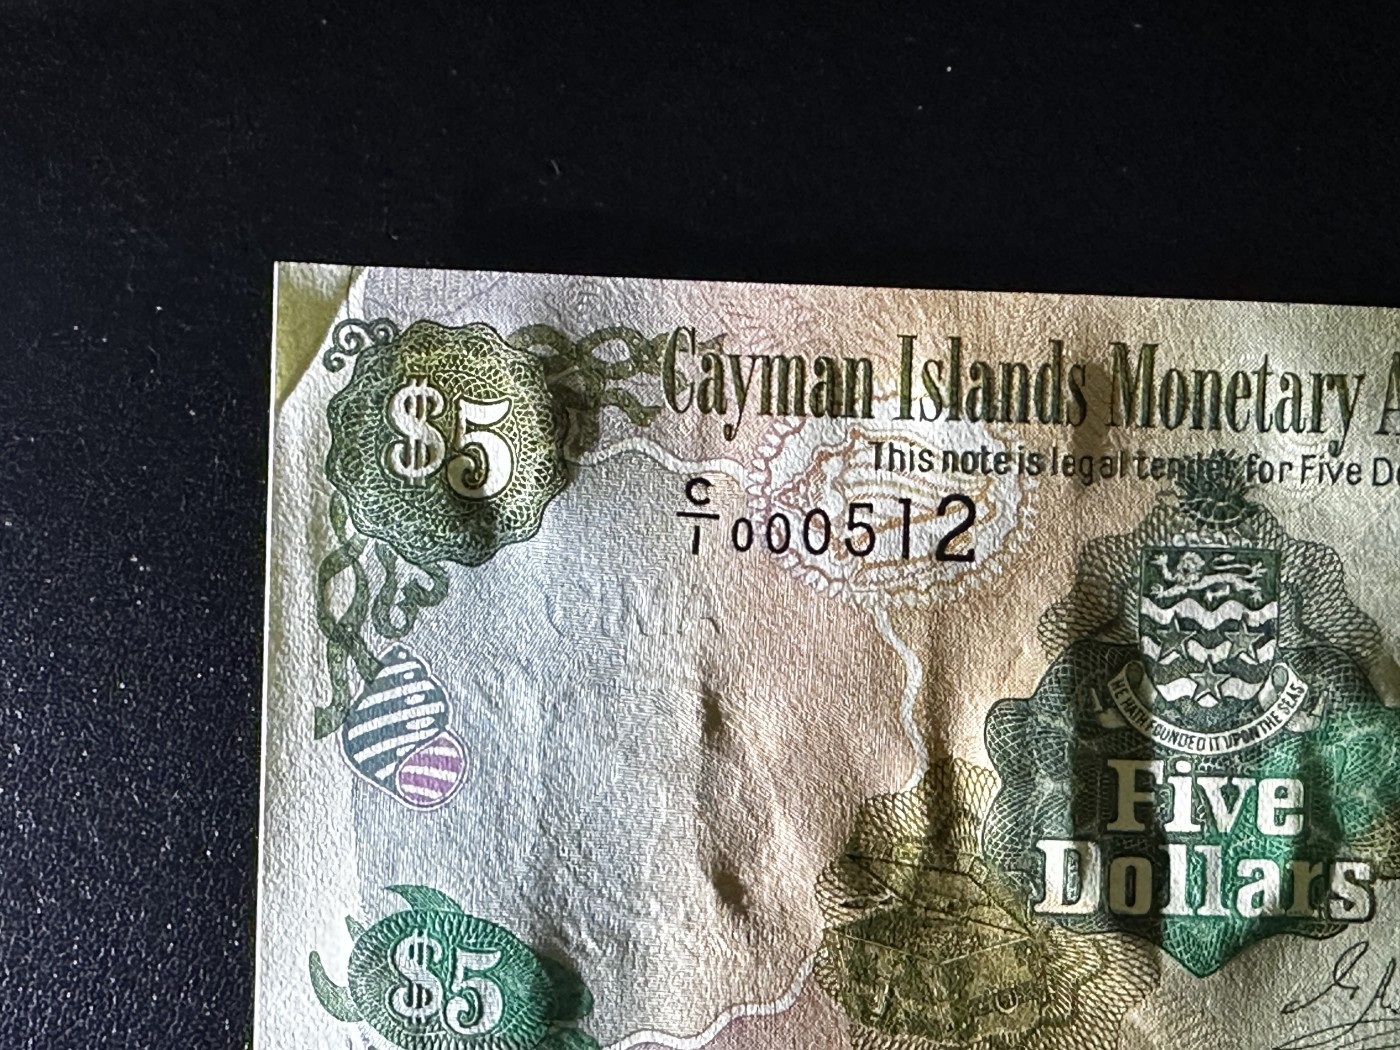 $5
Cayman Islands Monetary A
This note is legal tender for Five D
C/1 000512
CIMA
HE HATH FOUNDED IT UPON THE SEAS
Five
Dollars
$5